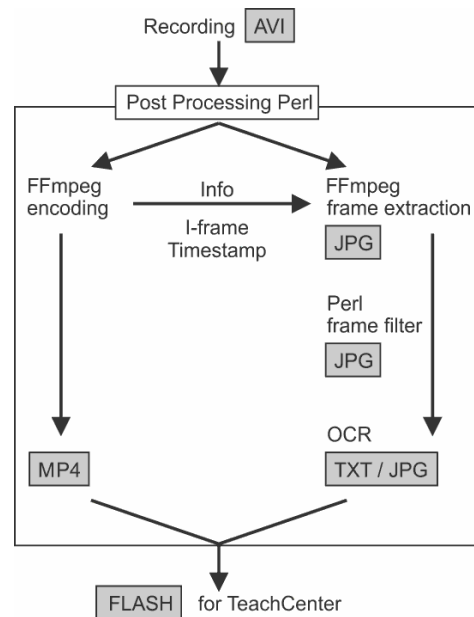 Recording AVI
Post Processing Perl
FFmpeg
encoding
Info
I-frame
Timestamp
FFmpeg
frame extraction
JPG
Perl
frame filter
JPG
OCR
MP4
TXT / JPG
FLASH for TeachCenter